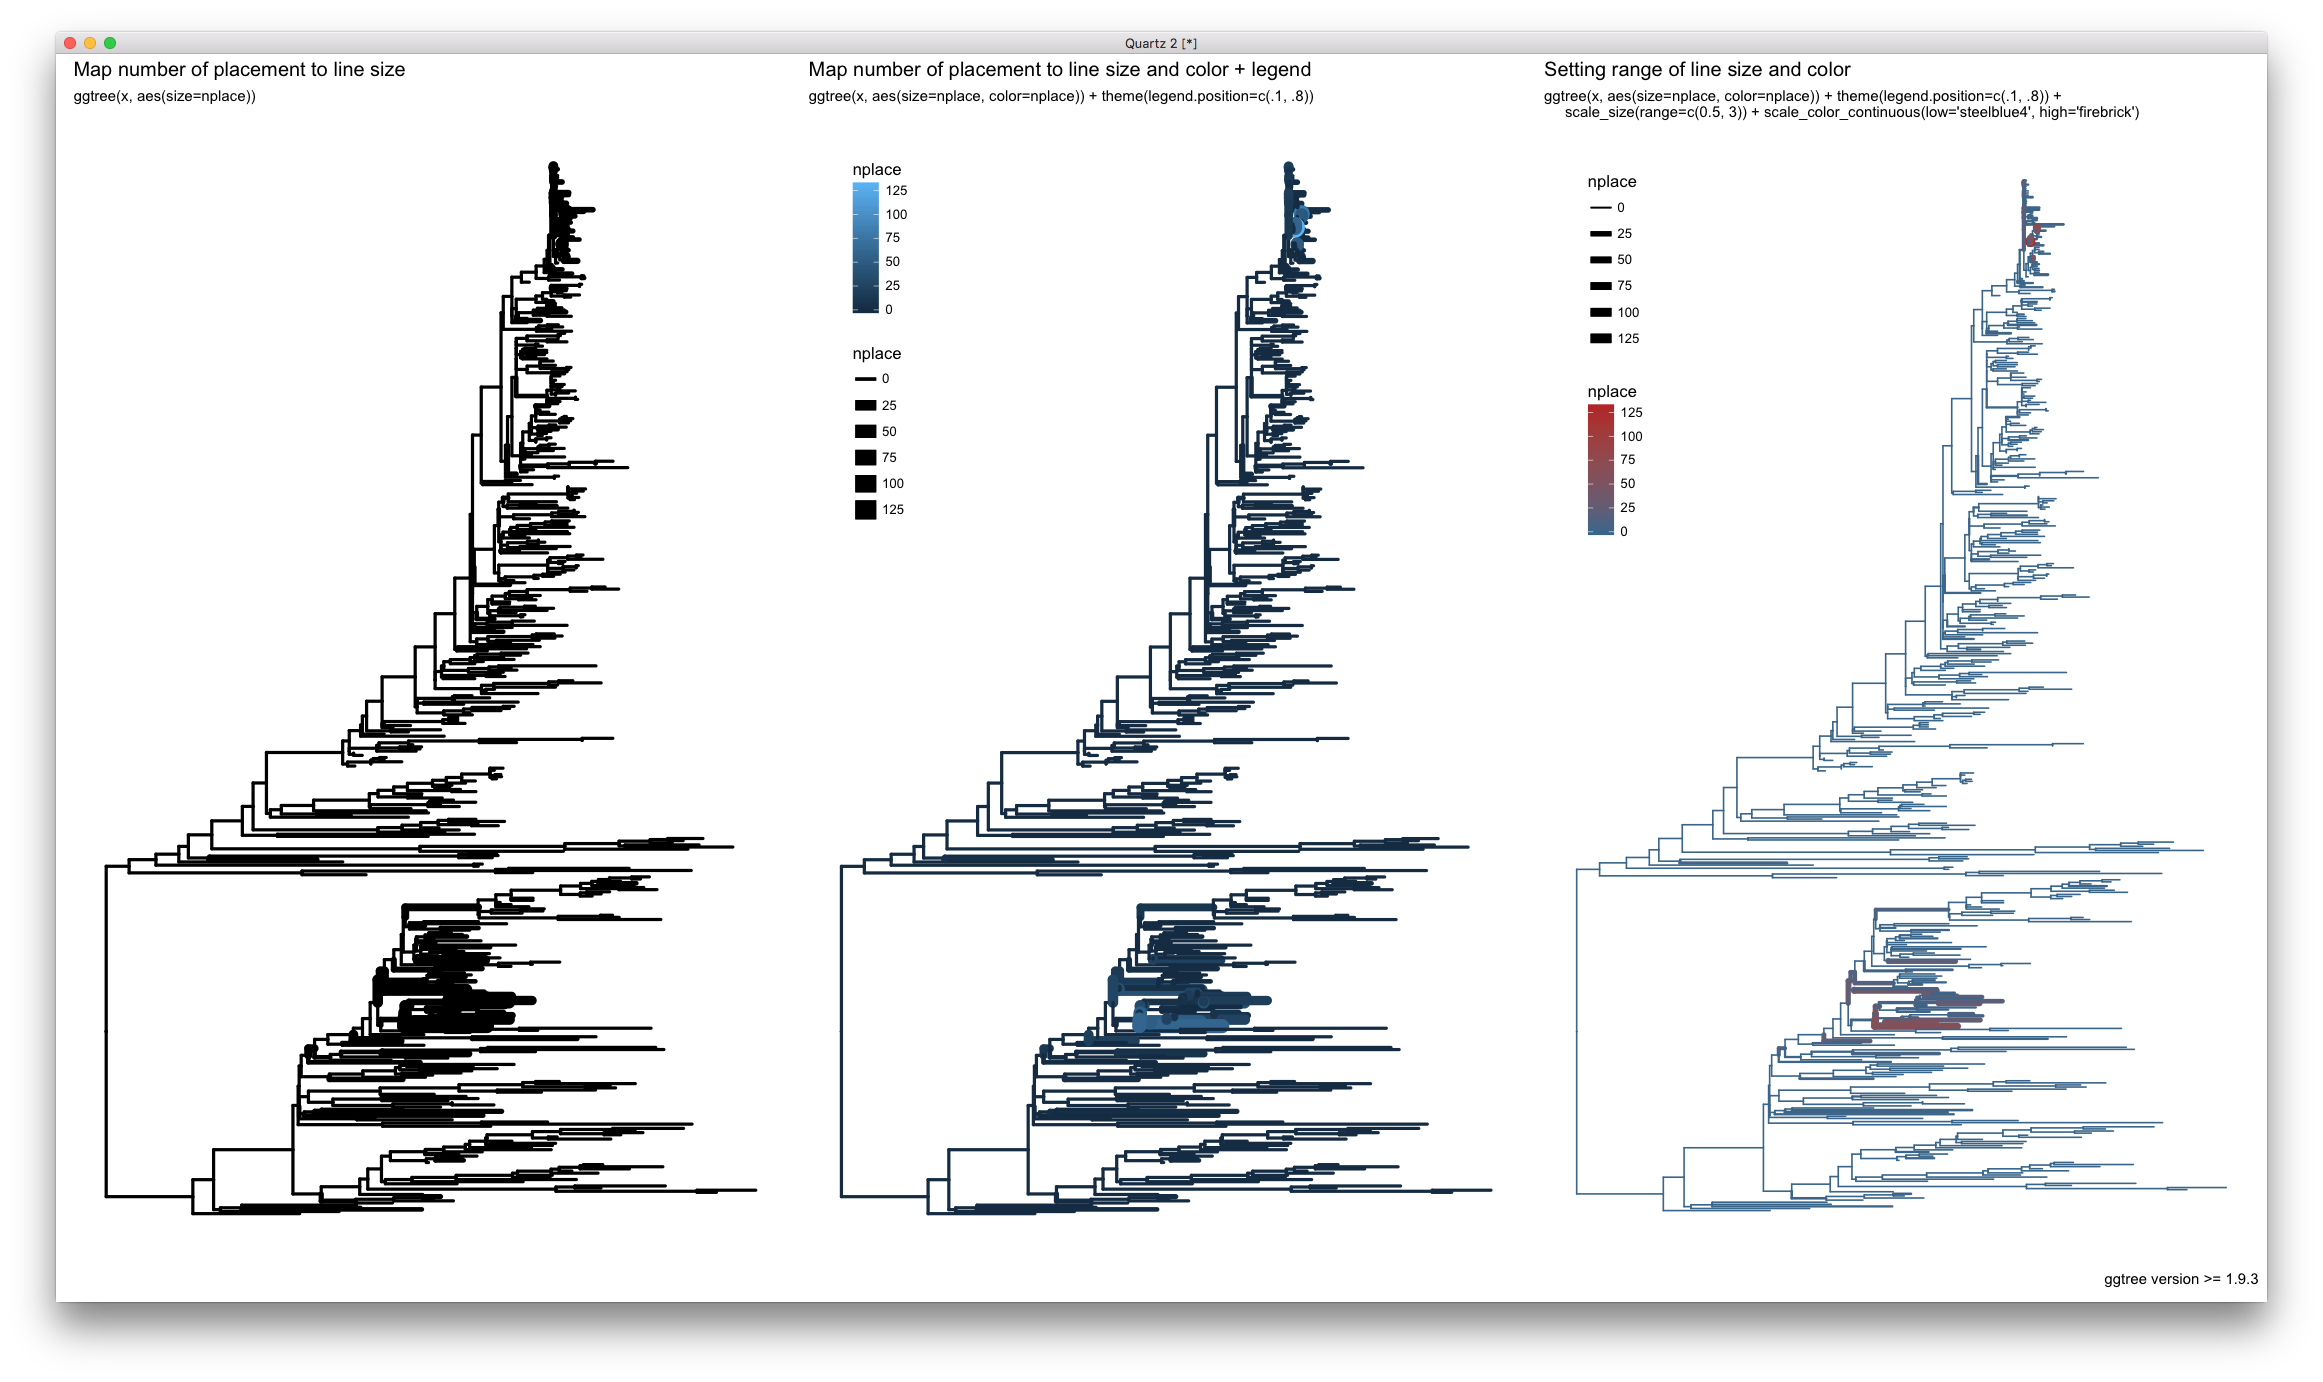 Quartz 2 [*]
Map number of placement to line size
ggtree(x, aes(size=nplace))
Map number of placement to line size and color + legend
ggtree(x, aes(size=nplace, color=nplace)) + theme(legend.position=c(.1, .8))
nplace
125
100
75
50
25
0
nplace
0
25
50
75
100
125
Setting range of line size and color
ggtree(x, aes(size=nplace, color=nplace)) + theme(legend.position=c(.1, .8)) +
scale_size(range=c(0.5, 3)) + scale_color_continuous(low='steelblue4', high='firebrick')
nplace
0
25
50
75
100
125
nplace
125
100
75
50
25
0
ggtree version >= 1.9.3